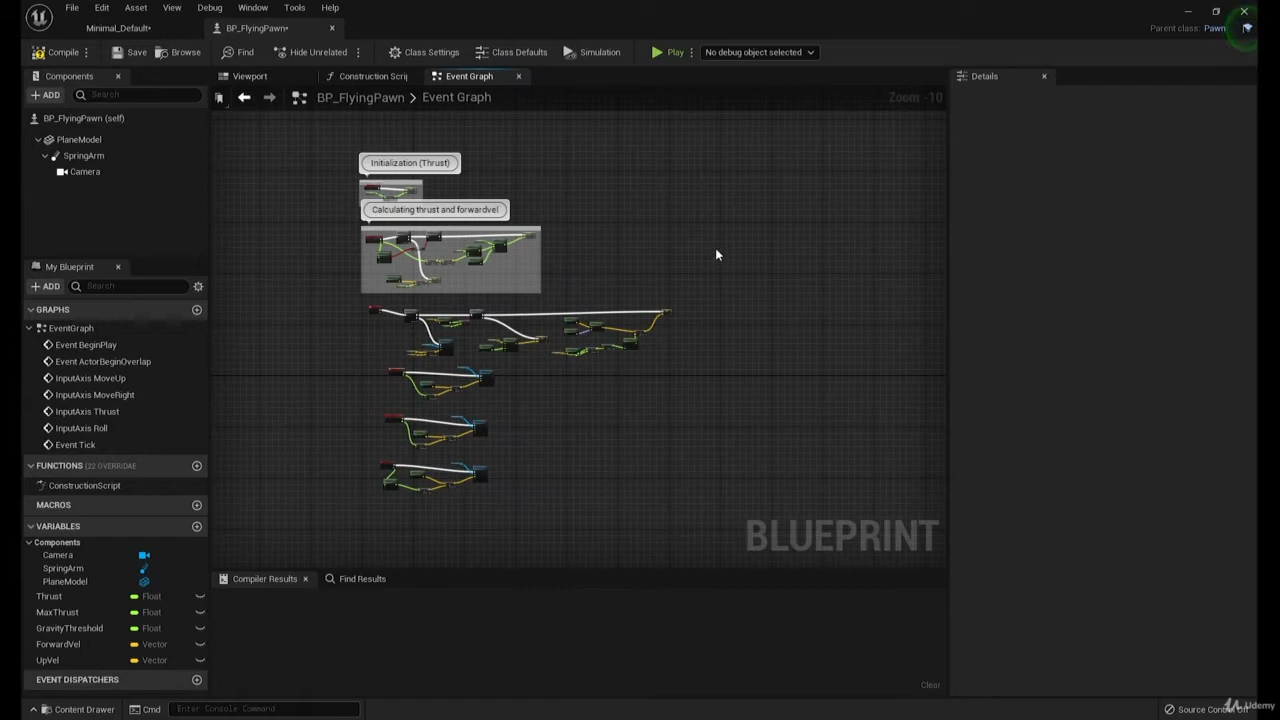 File Edit Asset View Debug Window Tools Help
Minimal_Default*
BP_FlyingPawn*
Parent class: Pawn
Compile Save Browse Find Hide Unrelated Class Settings Class Defaults Simulation Play No debug object selected
Components
Viewport
Construction Scrip
Event Graph
Details
+ ADD Search
BP_FlyingPawn > Event Graph
Zoom -10
BP_FlyingPawn (self)
PlaneModel
SpringArm
Camera
Initialization (Thrust)
Calculating thrust and forwardvel
My Blueprint
+ ADD Search
GRAPHS
EventGraph
Event BeginPlay
Event ActorBeginOverlap
InputAxis MoveUp
InputAxis MoveRight
InputAxis Thrust
InputAxis Roll
Event Tick
FUNCTIONS (22 OVERRIDAE
ConstructionScript
MACROS
VARIABLES
Components
Camera
SpringArm
PlaneModel
Thrust Float
MaxThrust Float
GravityThreshold Float
ForwardVel Vector
UpVel Vector
EVENT DISPATCHERS
BLUEPRINT
Compiler Results
Find Results
Clear
Content Drawer
Cmd
Enter Console Command
Source Control Off
Udemy